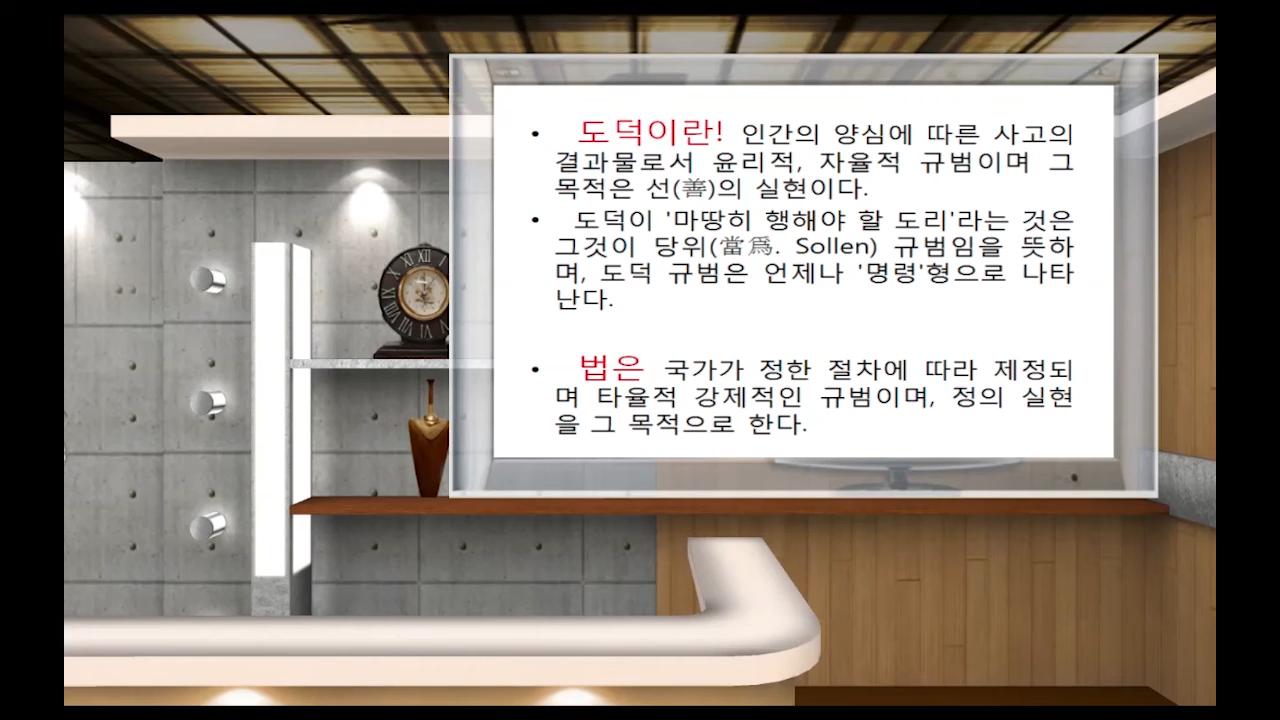 • 도덕이란! 인간의 양심에 따른 사고의
결과물로서 윤리적, 자율적 규범이며 그
목적은 선(善)의 실현이다.
• 도덕이 '마땅히 행해야 할 도리'라는 것은
그것이 당위(當爲. Sollen) 규범임을 뜻하
며, 도덕 규범은 언제나 '명령'형으로 나타
난다.
• 법은 국가가 정한 절차에 따라 제정되
며 타율적 강제적인 규범이며, 정의 실현
을 그 목적으로 한다.